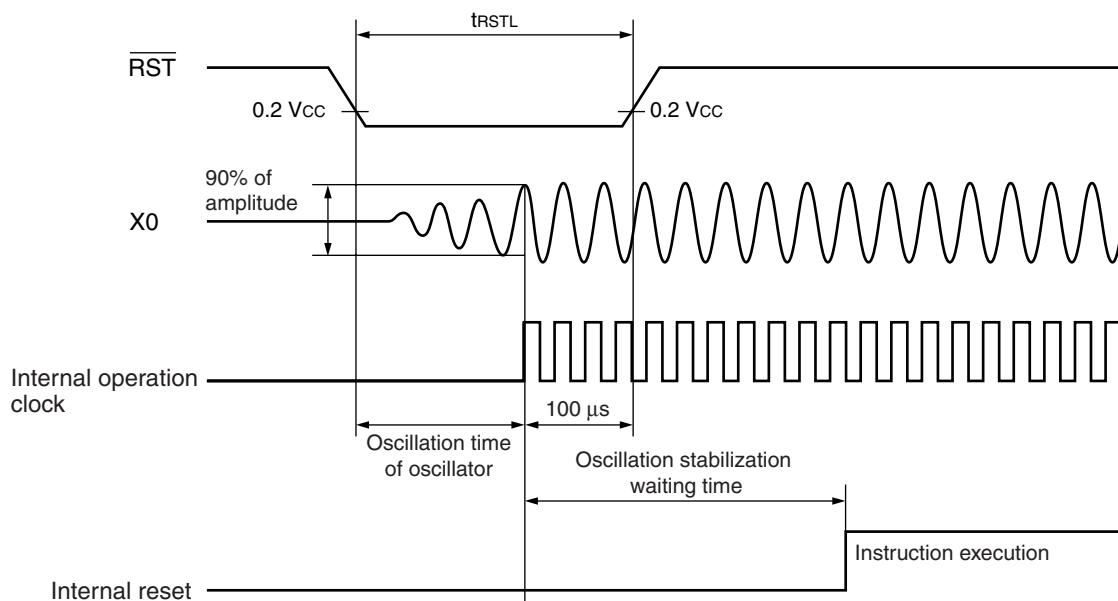 tRSTL
RST
0.2 VCC
0.2 VCC
90% of
amplitude
X0
Internal operation
clock
100 μs
Oscillation time
of oscillator
Oscillation stabilization
waiting time
Instruction execution
Internal reset